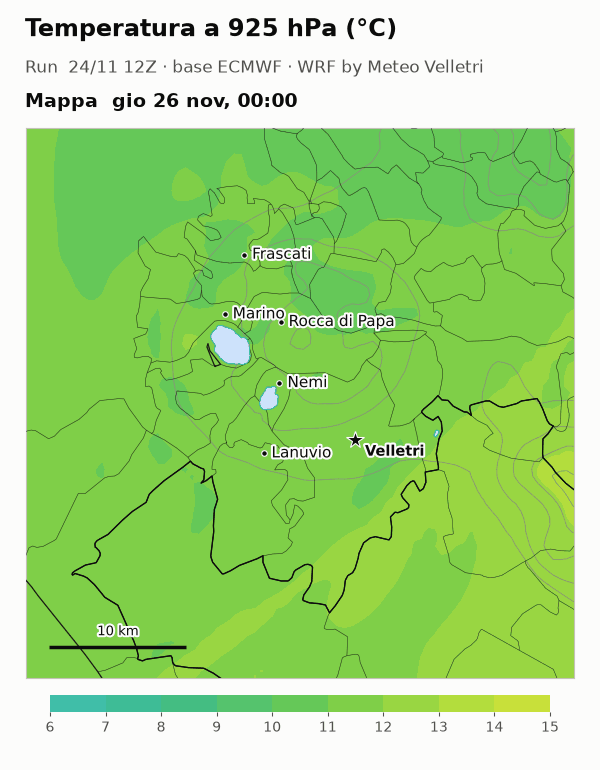 Temperatura a 925 hPa (°C)
Run  24/11 12Z · base ECMWF · WRF by Meteo Velletri
Mappa  gio 26 nov, 00:00
Frascati
Marino
Rocca di Papa
Nemi
Velletri
Lanuvio
10 km
6 7 8 9 10 11 12 13 14 15